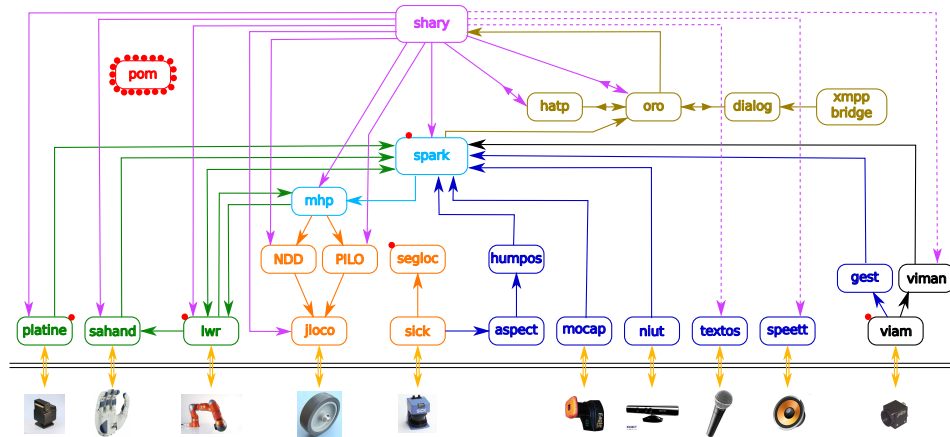 shary
pom
hatp
oro
dialog
xmpp
bridge
spark
mhp
NDD
PILO
segloc
humpos
gest
viman
platine
sahand
lwr
jloco
sick
aspect
mocap
niut
textos
speett
viam